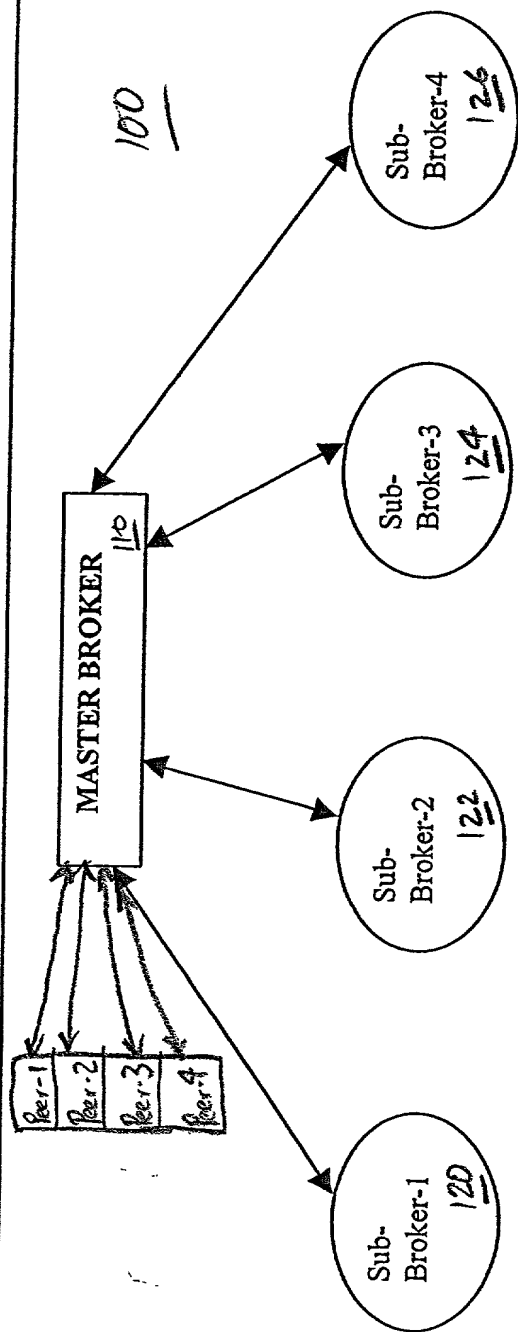 100
Peer-1
Peer-2
Peer-3
Peer-4
MASTER BROKER
110
Sub-
Broker-1
120
Sub-
Broker-2
122
Sub-
Broker-3
124
Sub-
Broker-4
126